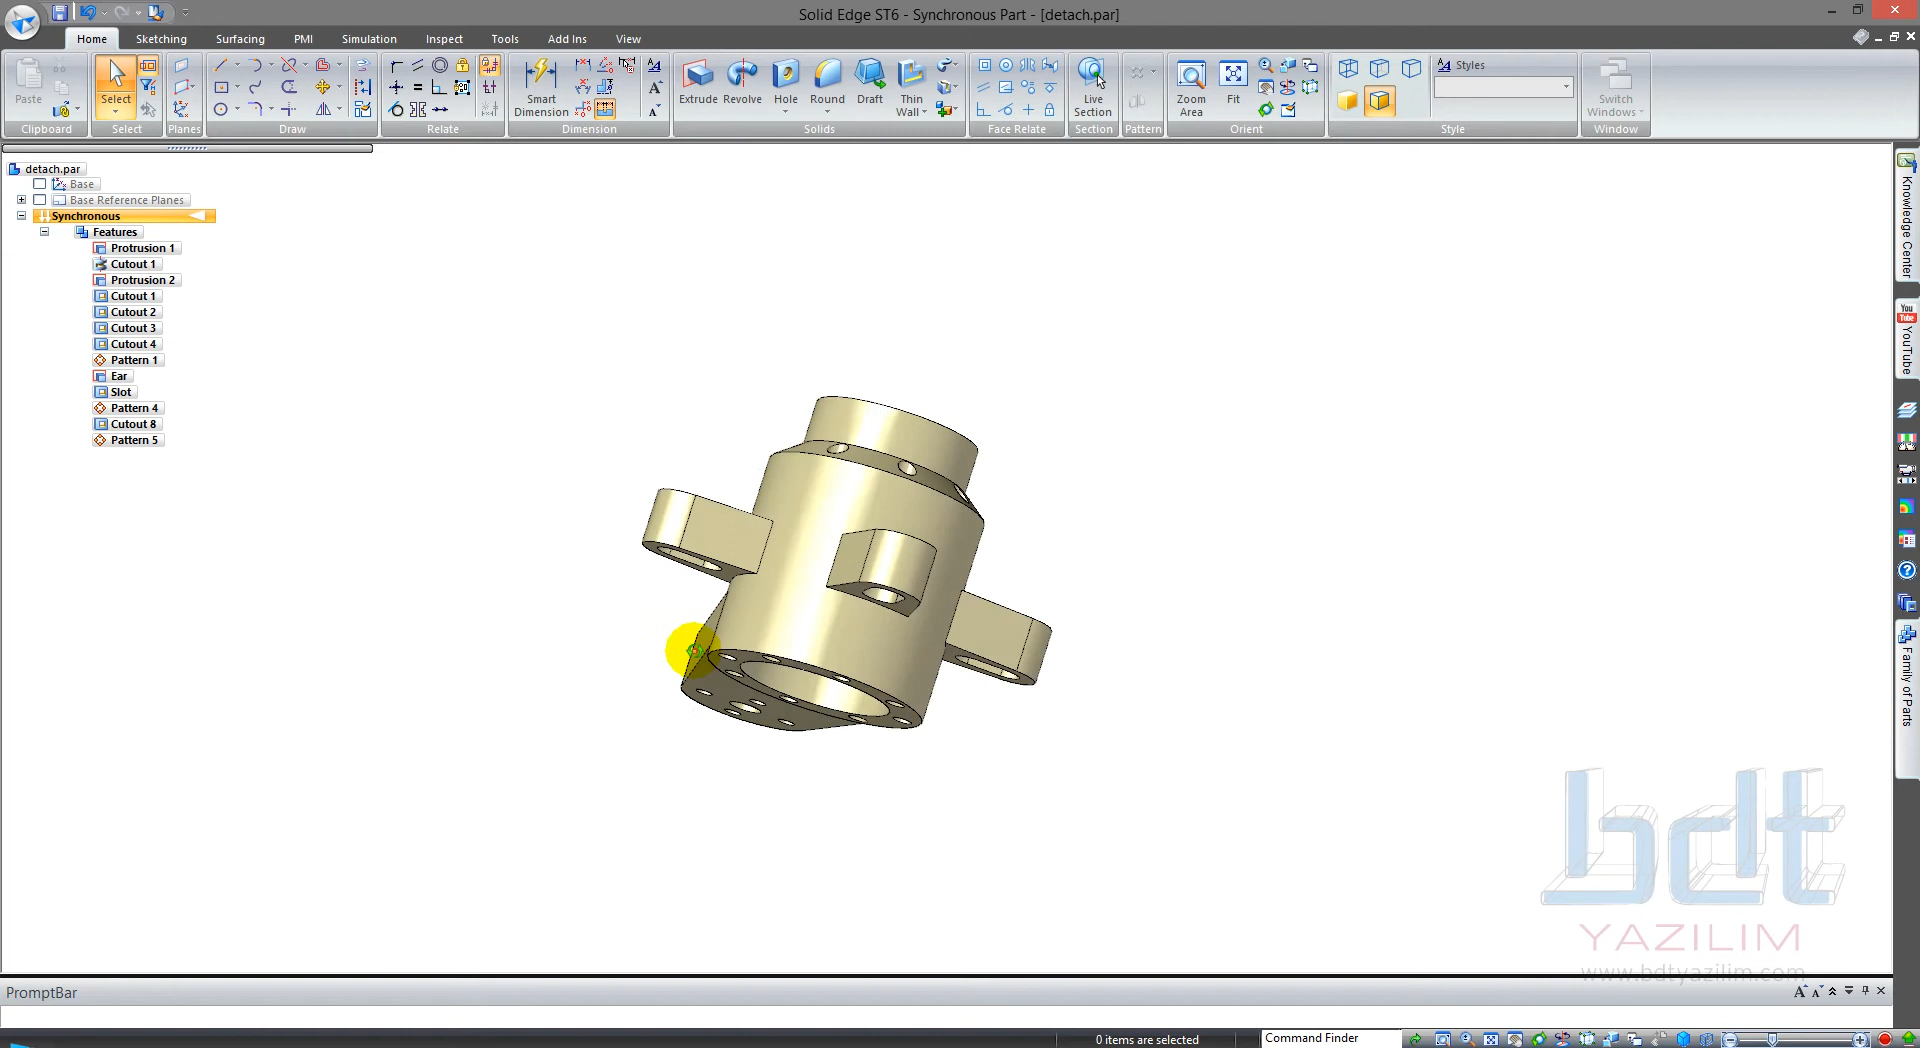 Solid Edge ST6 - Synchronous Part - [detach.par]
Home Sketching Surfacing PMI Simulation Inspect Tools Add Ins View
Paste
Clipboard
Select
Select
Planes
Draw
Relate
Smart
Dimension
Dimension
Extrude Revolve Hole Round Draft Thin
Wall
Solids
Face Relate
Live
Section
Section
Pattern
Zoom
Area
Fit
Orient
Styles
Style
Switch
Windows
Window
detach.par
Base
Base Reference Planes
Synchronous
Features
Protrusion 1
Cutout 1
Protrusion 2
Cutout 1
Cutout 2
Cutout 3
Cutout 4
Pattern 1
Ear
Slot
Pattern 4
Cutout 8
Pattern 5
Knowledge Center
You
Tube
YouTube
Family of Parts
bdt
YAZILIM
www.bdtyazilim.com
PromptBar
0 items are selected
Command Finder